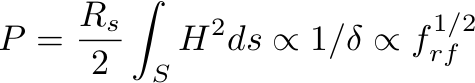 $P = \frac{R_s}{2} \int_S H^2 ds \propto 1/\delta \propto f_{rf}^{1/2}$